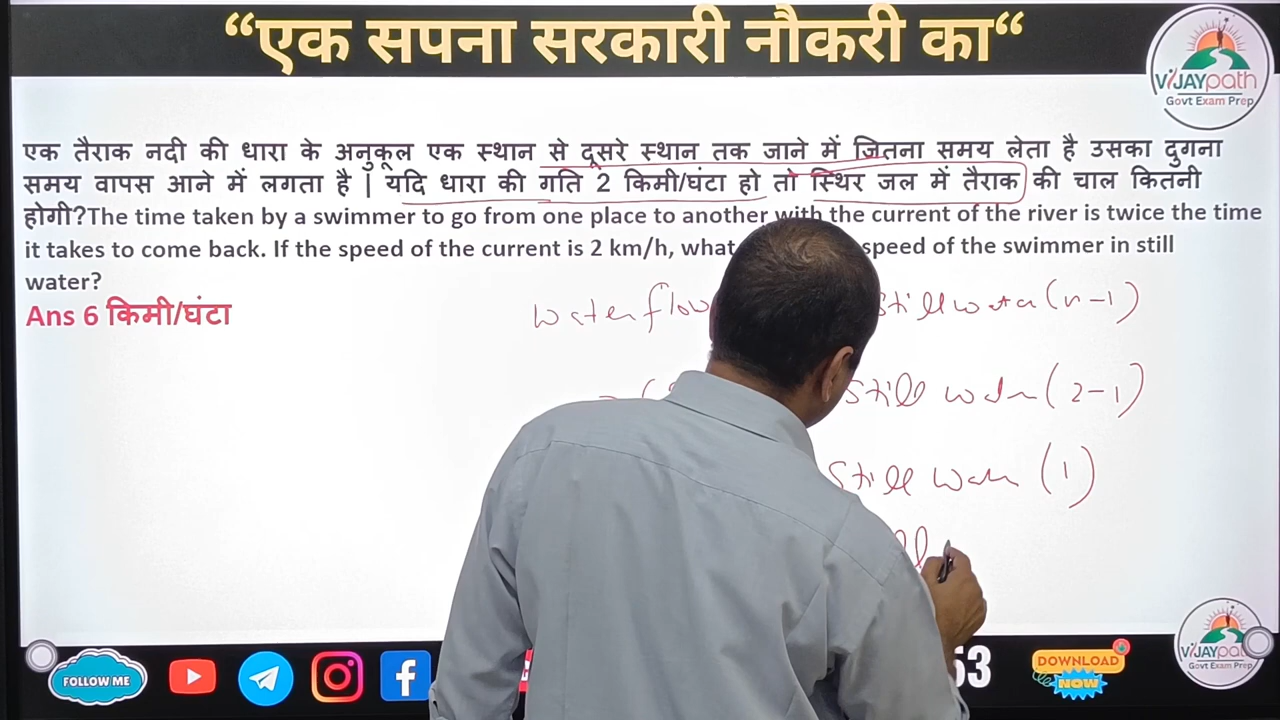 “एक सपना सरकारी नौकरी का“
VIJAYpath
Govt Exam Prep
एक तैराक नदी की धारा के अनुकूल एक स्थान से दूसरे स्थान तक जाने में जितना समय लेता है उसका दुगना
समय वापस आने में लगता है | यदि धारा की गति 2 किमी/घंटा हो तो स्थिर जल में तैराक की चाल कितनी
होगी?The time taken by a swimmer to go from one place to another with the current of the river is twice the time
it takes to come back. If the speed of the current is 2 km/h, what speed of the swimmer in still
water?
Ans 6 किमी/घंटा
waterflow still water (n-1)
still water (2-1)
still water (1)
FOLLOW ME
53
DOWNLOAD
NOW
VIJAYpat
Govt Exam Prep